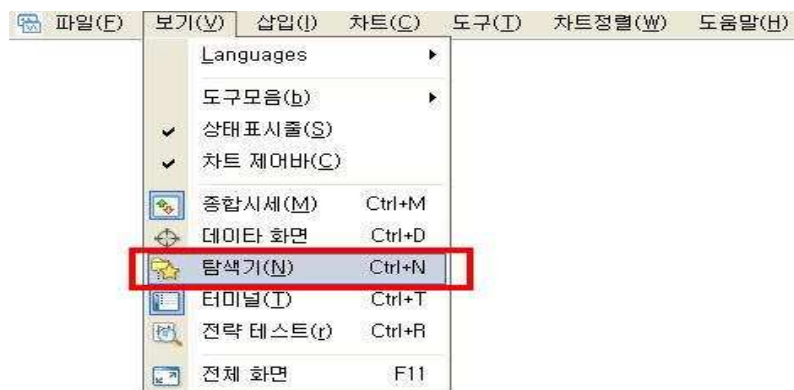 파일(F) 보기(V) 삽입(I) 차트(C) 도구(T) 차트정렬(W) 도움말(H)
Languages
도구모음(b)
상태표시줄(S)
차트 제어바(C)
종합시세(M) Ctrl+M
데이타 화면 Ctrl+D
탐색기(N) Ctrl+N
터미널(T) Ctrl+T
전략 테스트(r) Ctrl+R
전체 화면 F11